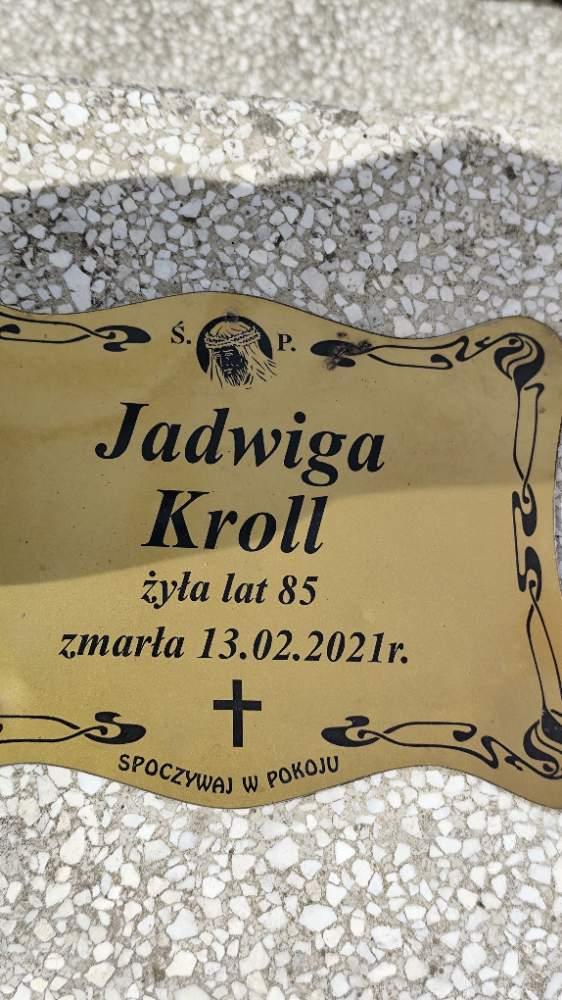 Ś. P.
Jadwiga
Kroll
żyła lat 85
zmarła 13.02.2021r.
SPOCZYWAJ W POKOJU